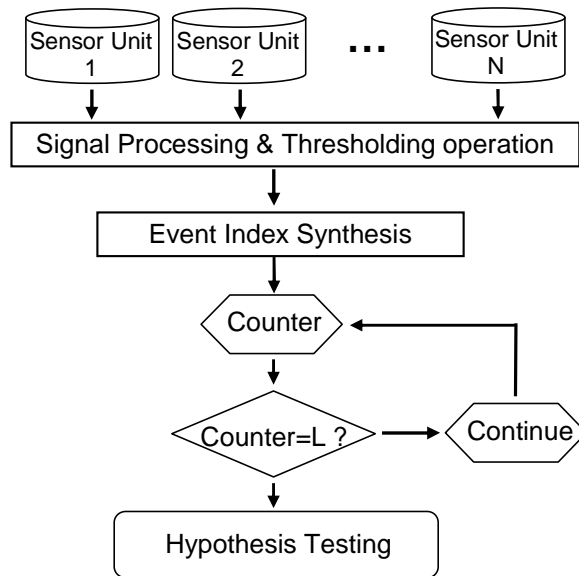 Sensor Unit
1
Sensor Unit
2
...
Sensor Unit
N
Signal Processing & Thresholding operation
Event Index Synthesis
Counter
Counter=L ?
Continue
Hypothesis Testing